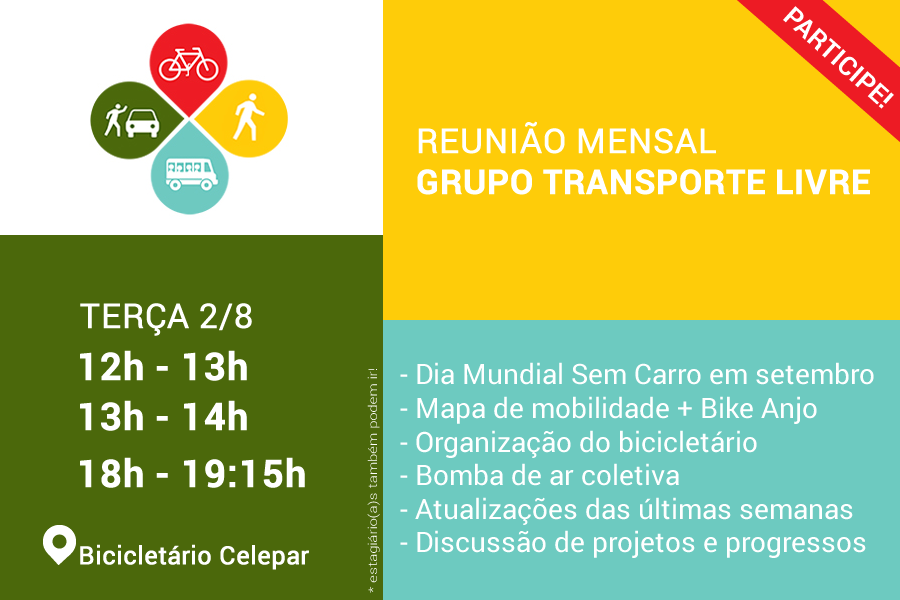 PARTICIPE!
REUNIÃO MENSAL
GRUPO TRANSPORTE LIVRE
TERÇA 2/8
12h - 13h
13h - 14h
18h - 19:15h
Bicicletário Celepar
* estagiário(a)s também podem ir!
- Dia Mundial Sem Carro em setembro
- Mapa de mobilidade + Bike Anjo
- Organização do bicicletário
- Bomba de ar coletiva
- Atualizações das últimas semanas
- Discussão de projetos e progressos